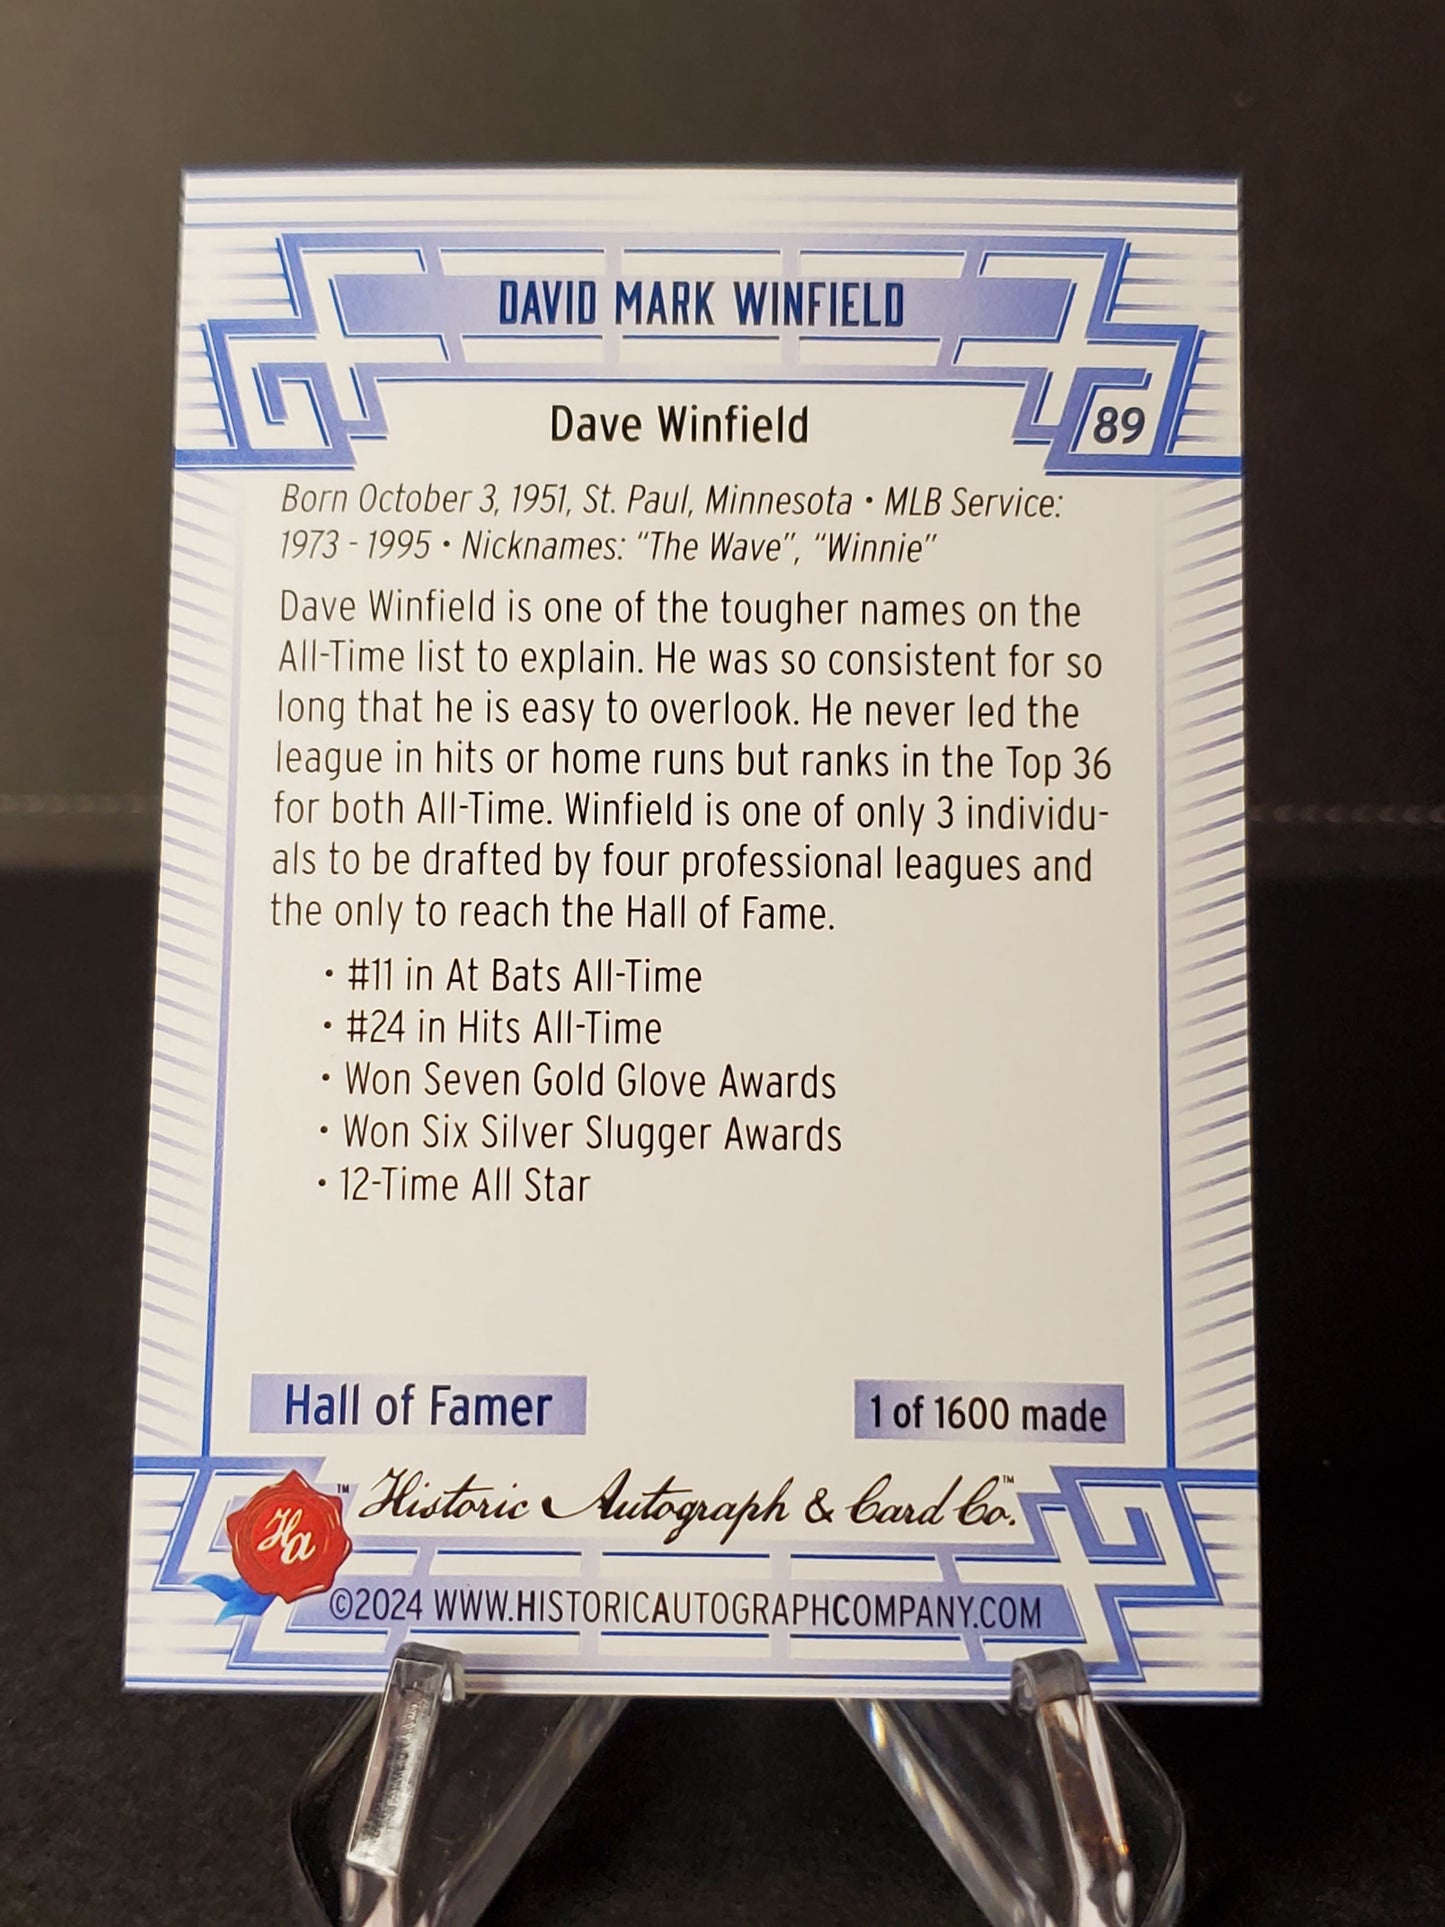 DAVID MARK WINFIELD
Dave Winfield
89
Born October 3, 1951, St. Paul, Minnesota • MLB Service:
1973 - 1995 • Nicknames: "The Wave", "Winnie"
Dave Winfield is one of the tougher names on the
All-Time list to explain. He was so consistent for so
long that he is easy to overlook. He never led the
league in hits or home runs but ranks in the Top 36
for both All-Time. Winfield is one of only 3 individu-
als to be drafted by four professional leagues and
the only to reach the Hall of Fame.
• #11 in At Bats All-Time
• #24 in Hits All-Time
• Won Seven Gold Glove Awards
• Won Six Silver Slugger Awards
• 12-Time All Star
Hall of Famer
1 of 1600 made
Ha ™
Historic Autograph & Card Co.™
©2024 WWW.HISTORICAUTOGRAPHCOMPANY.COM